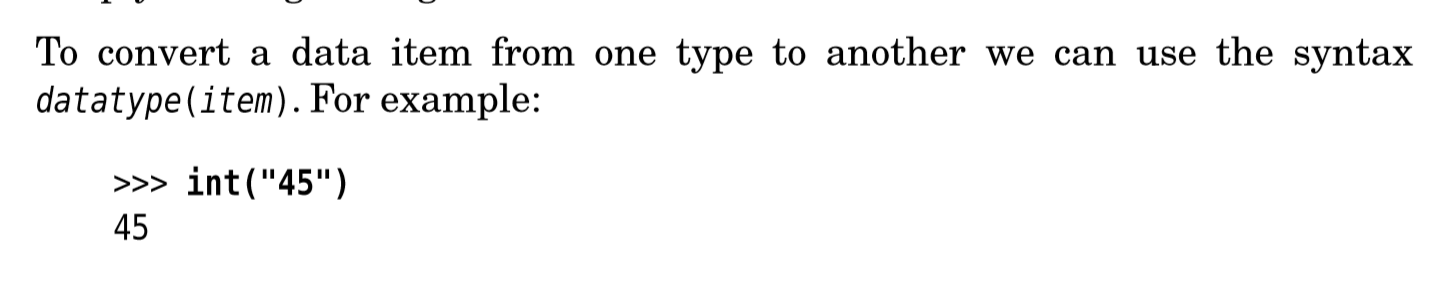 To convert a data item from one type to another we can use the syntax
datatype(item). For example:
>>> int("45")
45